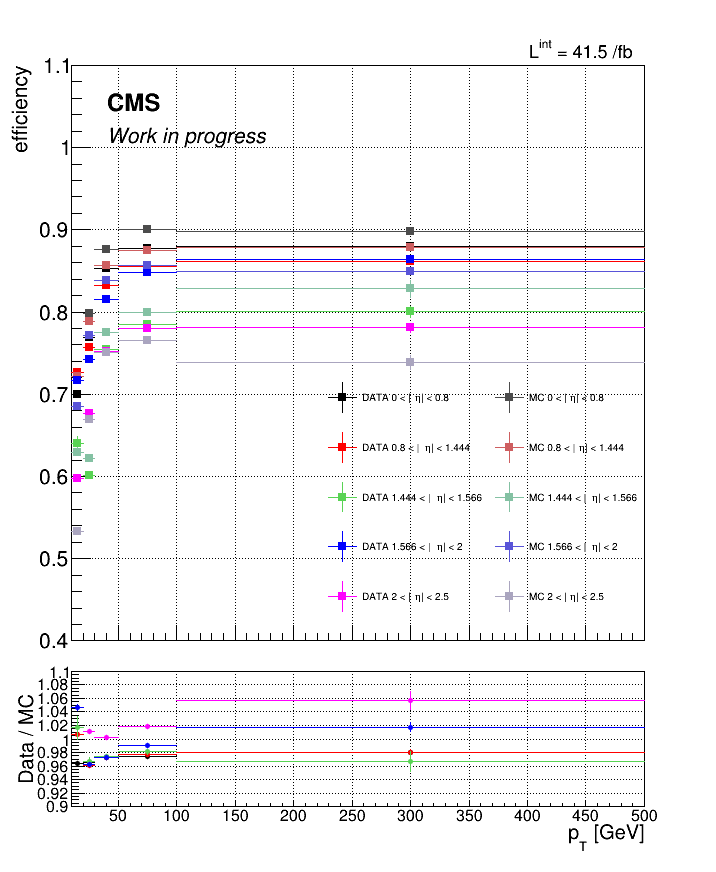 L^int = 41.5 /fb
efficiency
1.1
CMS
Work in progress
1
0.9
0.8
0.7
DATA 0 < | η| < 0.8 MC 0 < | η| < 0.8
DATA 0.8 < | η| < 1.444 MC 0.8 < | η| < 1.444
0.6
DATA 1.444 < | η| < 1.566 MC 1.444 < | η| < 1.566
DATA 1.566 < | η| < 2 MC 1.566 < | η| < 2
0.5
DATA 2 < | η| < 2.5 MC 2 < | η| < 2.5
0.4
Data / MC
1.1
1.08
1.06
1.04
1.02
1
0.98
0.96
0.94
0.92
0.9
50 100 150 200 250 300 350 400 450 500
p_T [GeV]